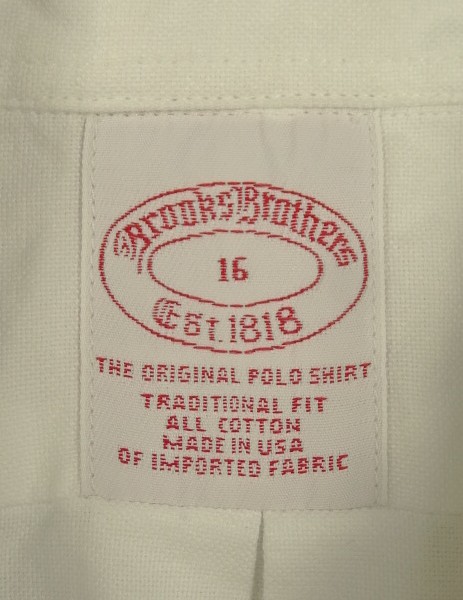 Brooks Brothers
16
Est. 1818
THE ORIGINAL POLO SHIRT
TRADITIONAL FIT
ALL COTTON
MADE IN USA
OF IMPORTED FABRIC